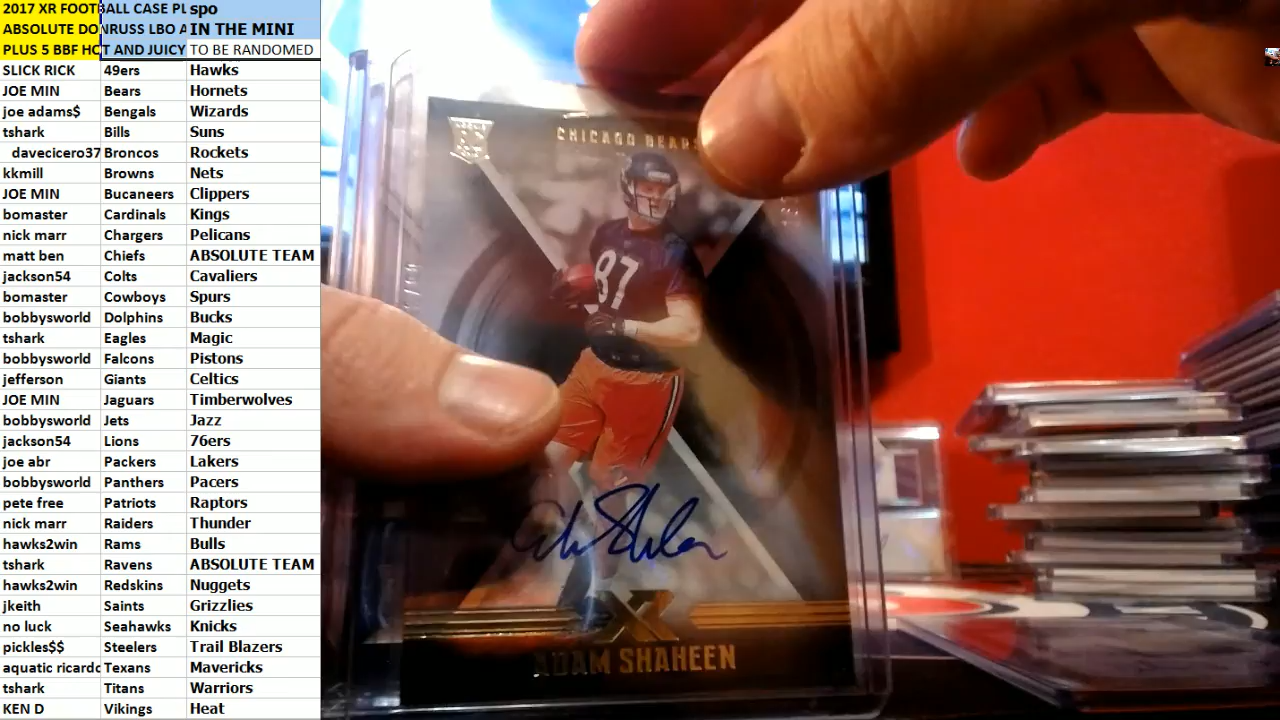 2017 XR FOOTBALL CASE PL spo
ABSOLUTE DONRUSS LBO A IN THE MINI
PLUS 5 BBF HOT AND JUICY TO BE RANDOMED
SLICK RICK 49ers Hawks
JOE MIN Bears Hornets
joe adams$ Bengals Wizards
tshark Bills Suns
davecicero37 Broncos Rockets
kkmill Browns Nets
JOE MIN Bucaneers Clippers
bomaster Cardinals Kings
nick marr Chargers Pelicans
matt ben Chiefs ABSOLUTE TEAM
jackson54 Colts Cavaliers
bomaster Cowboys Spurs
bobbysworld Dolphins Bucks
tshark Eagles Magic
bobbysworld Falcons Pistons
jefferson Giants Celtics
JOE MIN Jaguars Timberwolves
bobbysworld Jets Jazz
jackson54 Lions 76ers
joe abr Packers Lakers
bobbysworld Panthers Pacers
pete free Patriots Raptors
nick marr Raiders Thunder
hawks2win Rams Bulls
tshark Ravens ABSOLUTE TEAM
hawks2win Redskins Nuggets
jkeith Saints Grizzlies
no luck Seahawks Knicks
pickles$$ Steelers Trail Blazers
aquatic ricardo Texans Mavericks
tshark Titans Warriors
KEN D Vikings Heat
CHICAGO BEARS
87
XR
ADAM SHAHEEN